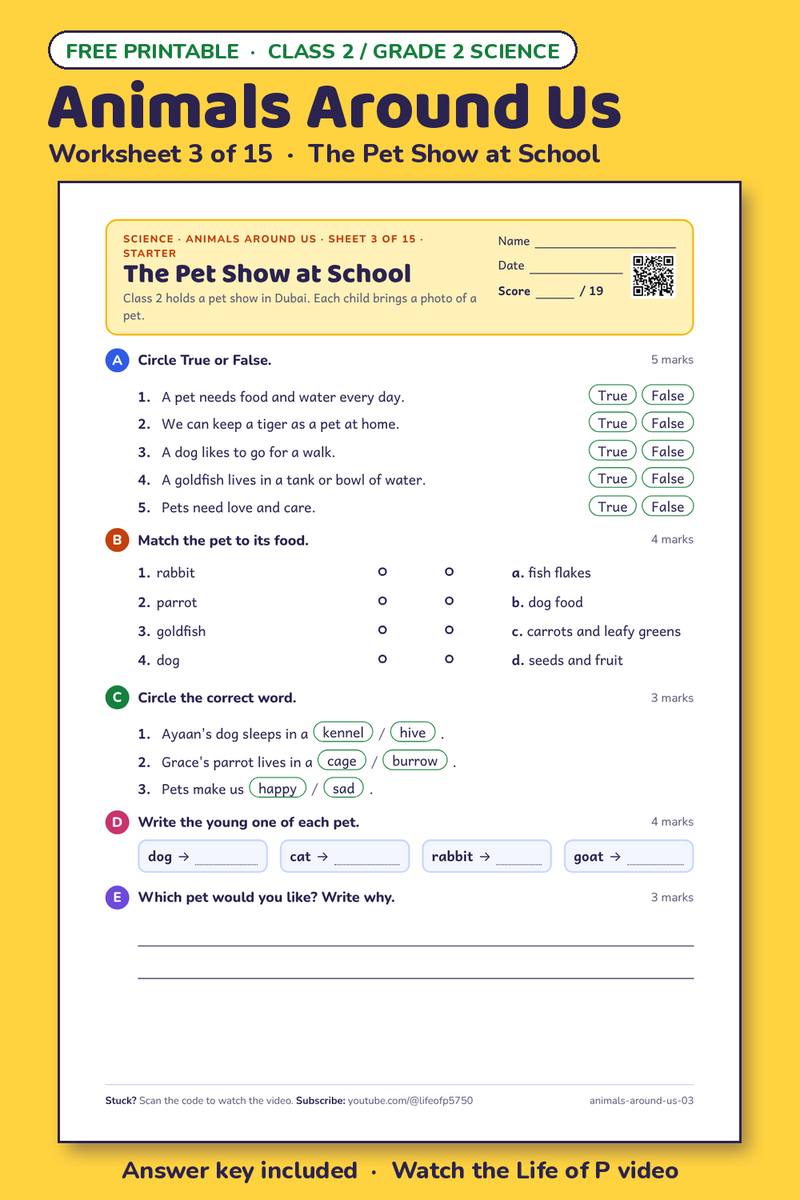 FREE PRINTABLE · CLASS 2 / GRADE 2 SCIENCE
Animals Around Us
Worksheet 3 of 15 · The Pet Show at School
SCIENCE · ANIMALS AROUND US · SHEET 3 OF 15 ·
STARTER
The Pet Show at School
Class 2 holds a pet show in Dubai. Each child brings a photo of a
pet.
Name
Date
Score / 19
A Circle True or False. 5 marks
1. A pet needs food and water every day. True False
2. We can keep a tiger as a pet at home. True False
3. A dog likes to go for a walk. True False
4. A goldfish lives in a tank or bowl of water. True False
5. Pets need love and care. True False
B Match the pet to its food. 4 marks
1. rabbit a. fish flakes
2. parrot b. dog food
3. goldfish c. carrots and leafy greens
4. dog d. seeds and fruit
C Circle the correct word. 3 marks
1. Ayaan's dog sleeps in a kennel / hive .
2. Grace's parrot lives in a cage / burrow .
3. Pets make us happy / sad .
D Write the young one of each pet. 4 marks
dog → cat → rabbit → goat →
E Which pet would you like? Write why. 3 marks
Stuck? Scan the code to watch the video. Subscribe: youtube.com/@lifeofp5750 animals-around-us-03
Answer key included · Watch the Life of P video